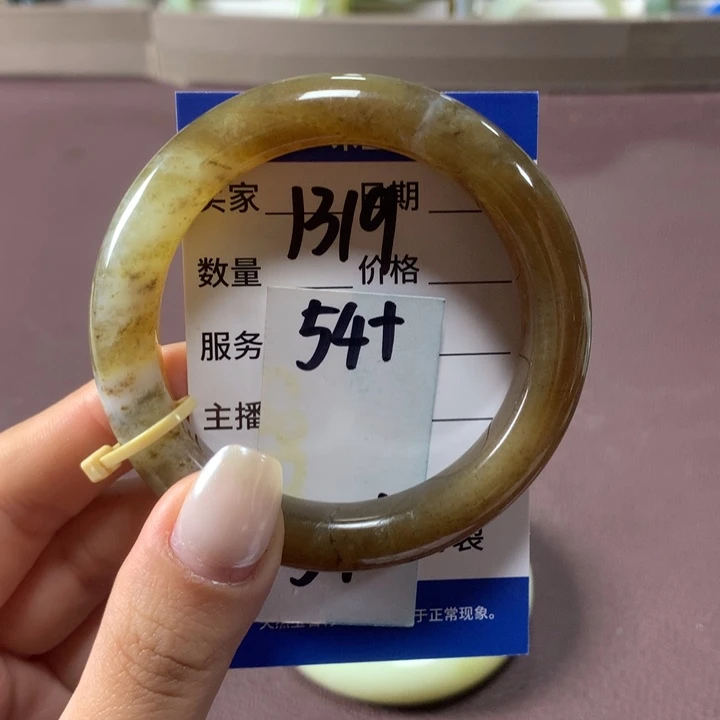 买家 日期
1319
数量 价格
54+
服务
主播
于正常现象。